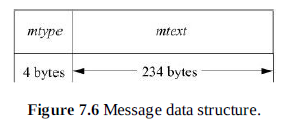 mtype mtext
4 bytes 234 bytes
Figure 7.6 Message data structure.